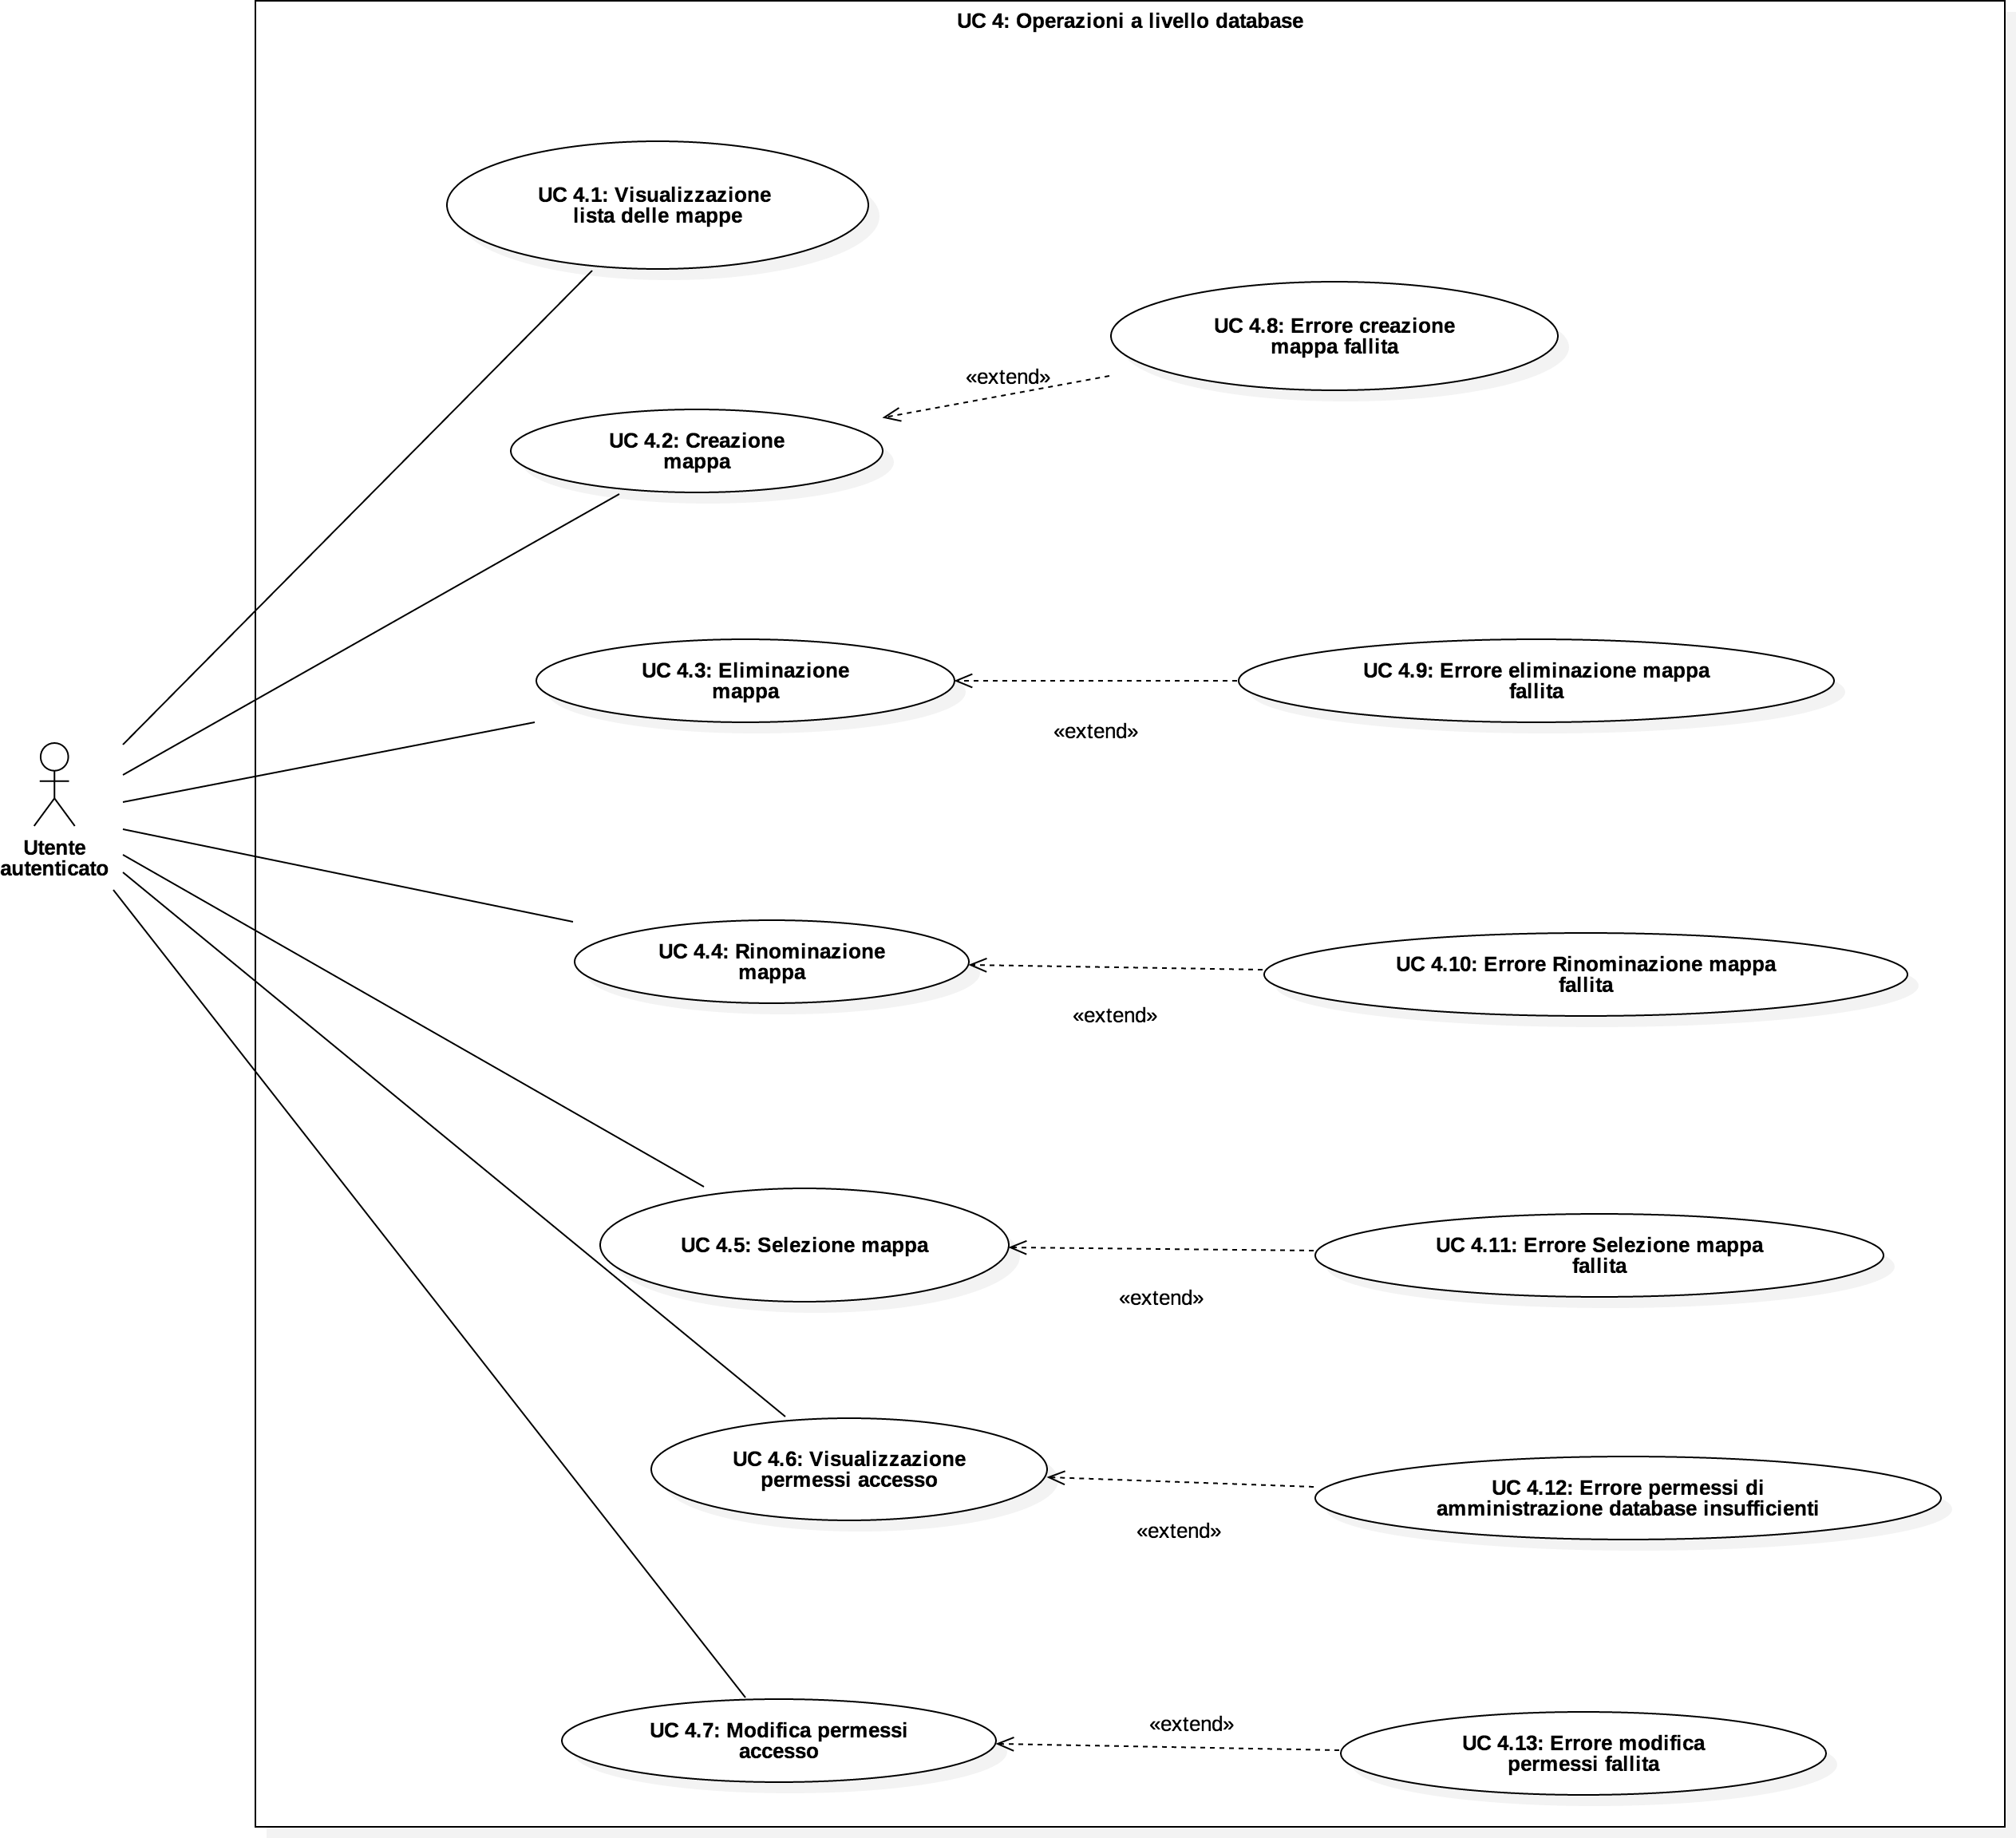 UC 4: Operazioni a livello database
UC 4.1: Visualizzazione
lista delle mappe
UC 4.8: Errore creazione
mappa fallita
«extend»
UC 4.2: Creazione
mappa
UC 4.3: Eliminazione
mappa
UC 4.9: Errore eliminazione mappa
fallita
«extend»
Utente
autenticato
UC 4.4: Rinominazione
mappa
UC 4.10: Errore Rinominazione mappa
fallita
«extend»
UC 4.5: Selezione mappa
UC 4.11: Errore Selezione mappa
fallita
«extend»
UC 4.6: Visualizzazione
permessi accesso
UC 4.12: Errore permessi di
amministrazione database insufficienti
«extend»
UC 4.7: Modifica permessi
accesso
«extend»
UC 4.13: Errore modifica
permessi fallita